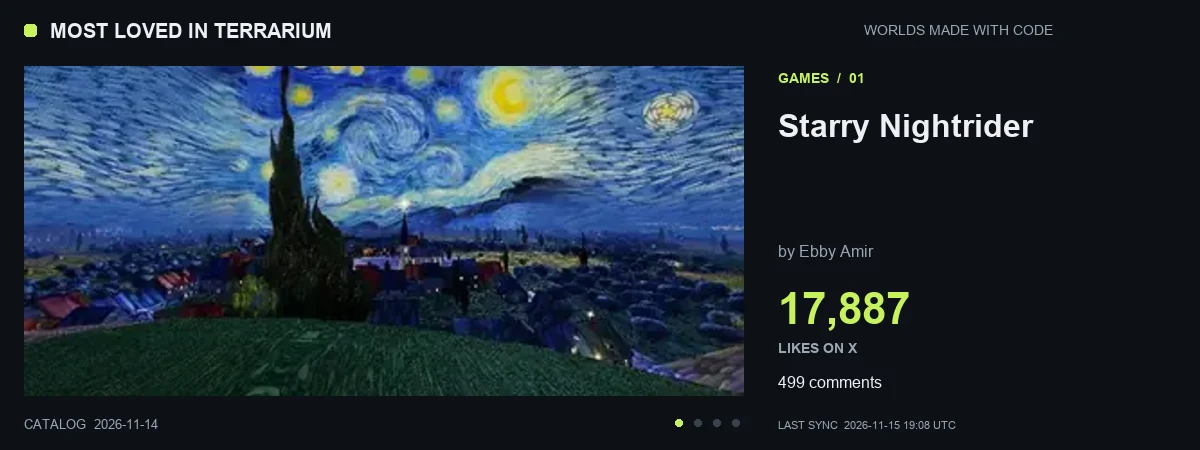 MOST LOVED IN TERRARIUM
WORLDS MADE WITH CODE
GAMES / 01
Starry Nightrider
by Ebby Amir
17,887
LIKES ON X
499 comments
CATALOG 2026-11-14
LAST SYNC 2026-11-15 19:08 UTC